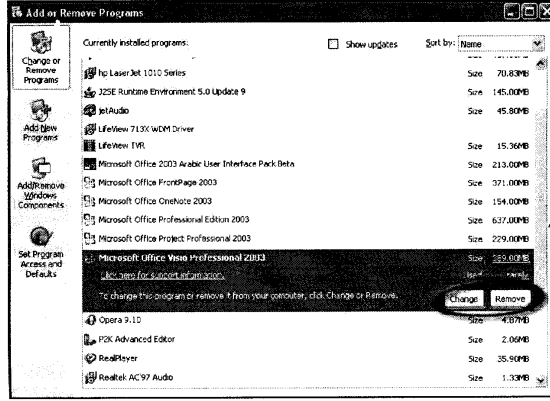 Add or Remove Programs
Change or
Remove
Programs
Add New
Programs
Add/Remove
Windows
Components
Set Program
Access and
Defaults
Currently installed programs:
Show updates
Sort by: Name
hp LaserJet 1010 Series Size 70.83MB
J2SE Runtime Environment 5.0 Update 9 Size 145.00MB
jetAudio Size 45.80MB
LifeView 713X WDM Driver
LifeView TVR Size 15.36MB
Microsoft Office 2003 Arabic User Interface Pack Beta Size 213.00MB
Microsoft Office FrontPage 2003 Size 371.00MB
Microsoft Office OneNote 2003 Size 154.00MB
Microsoft Office Professional Edition 2003 Size 637.00MB
Microsoft Office Project Professional 2003 Size 229.00MB
Microsoft Office Visio Professional 2003 Size 289.00MB
Click here for support information. Used rarely
To change this program or remove it from your computer, click Change or Remove. Change Remove
Opera 9.10 Size 4.87MB
P2K Advanced Editor Size 2.06MB
RealPlayer Size 35.90MB
Realtek AC'97 Audio Size 1.33MB